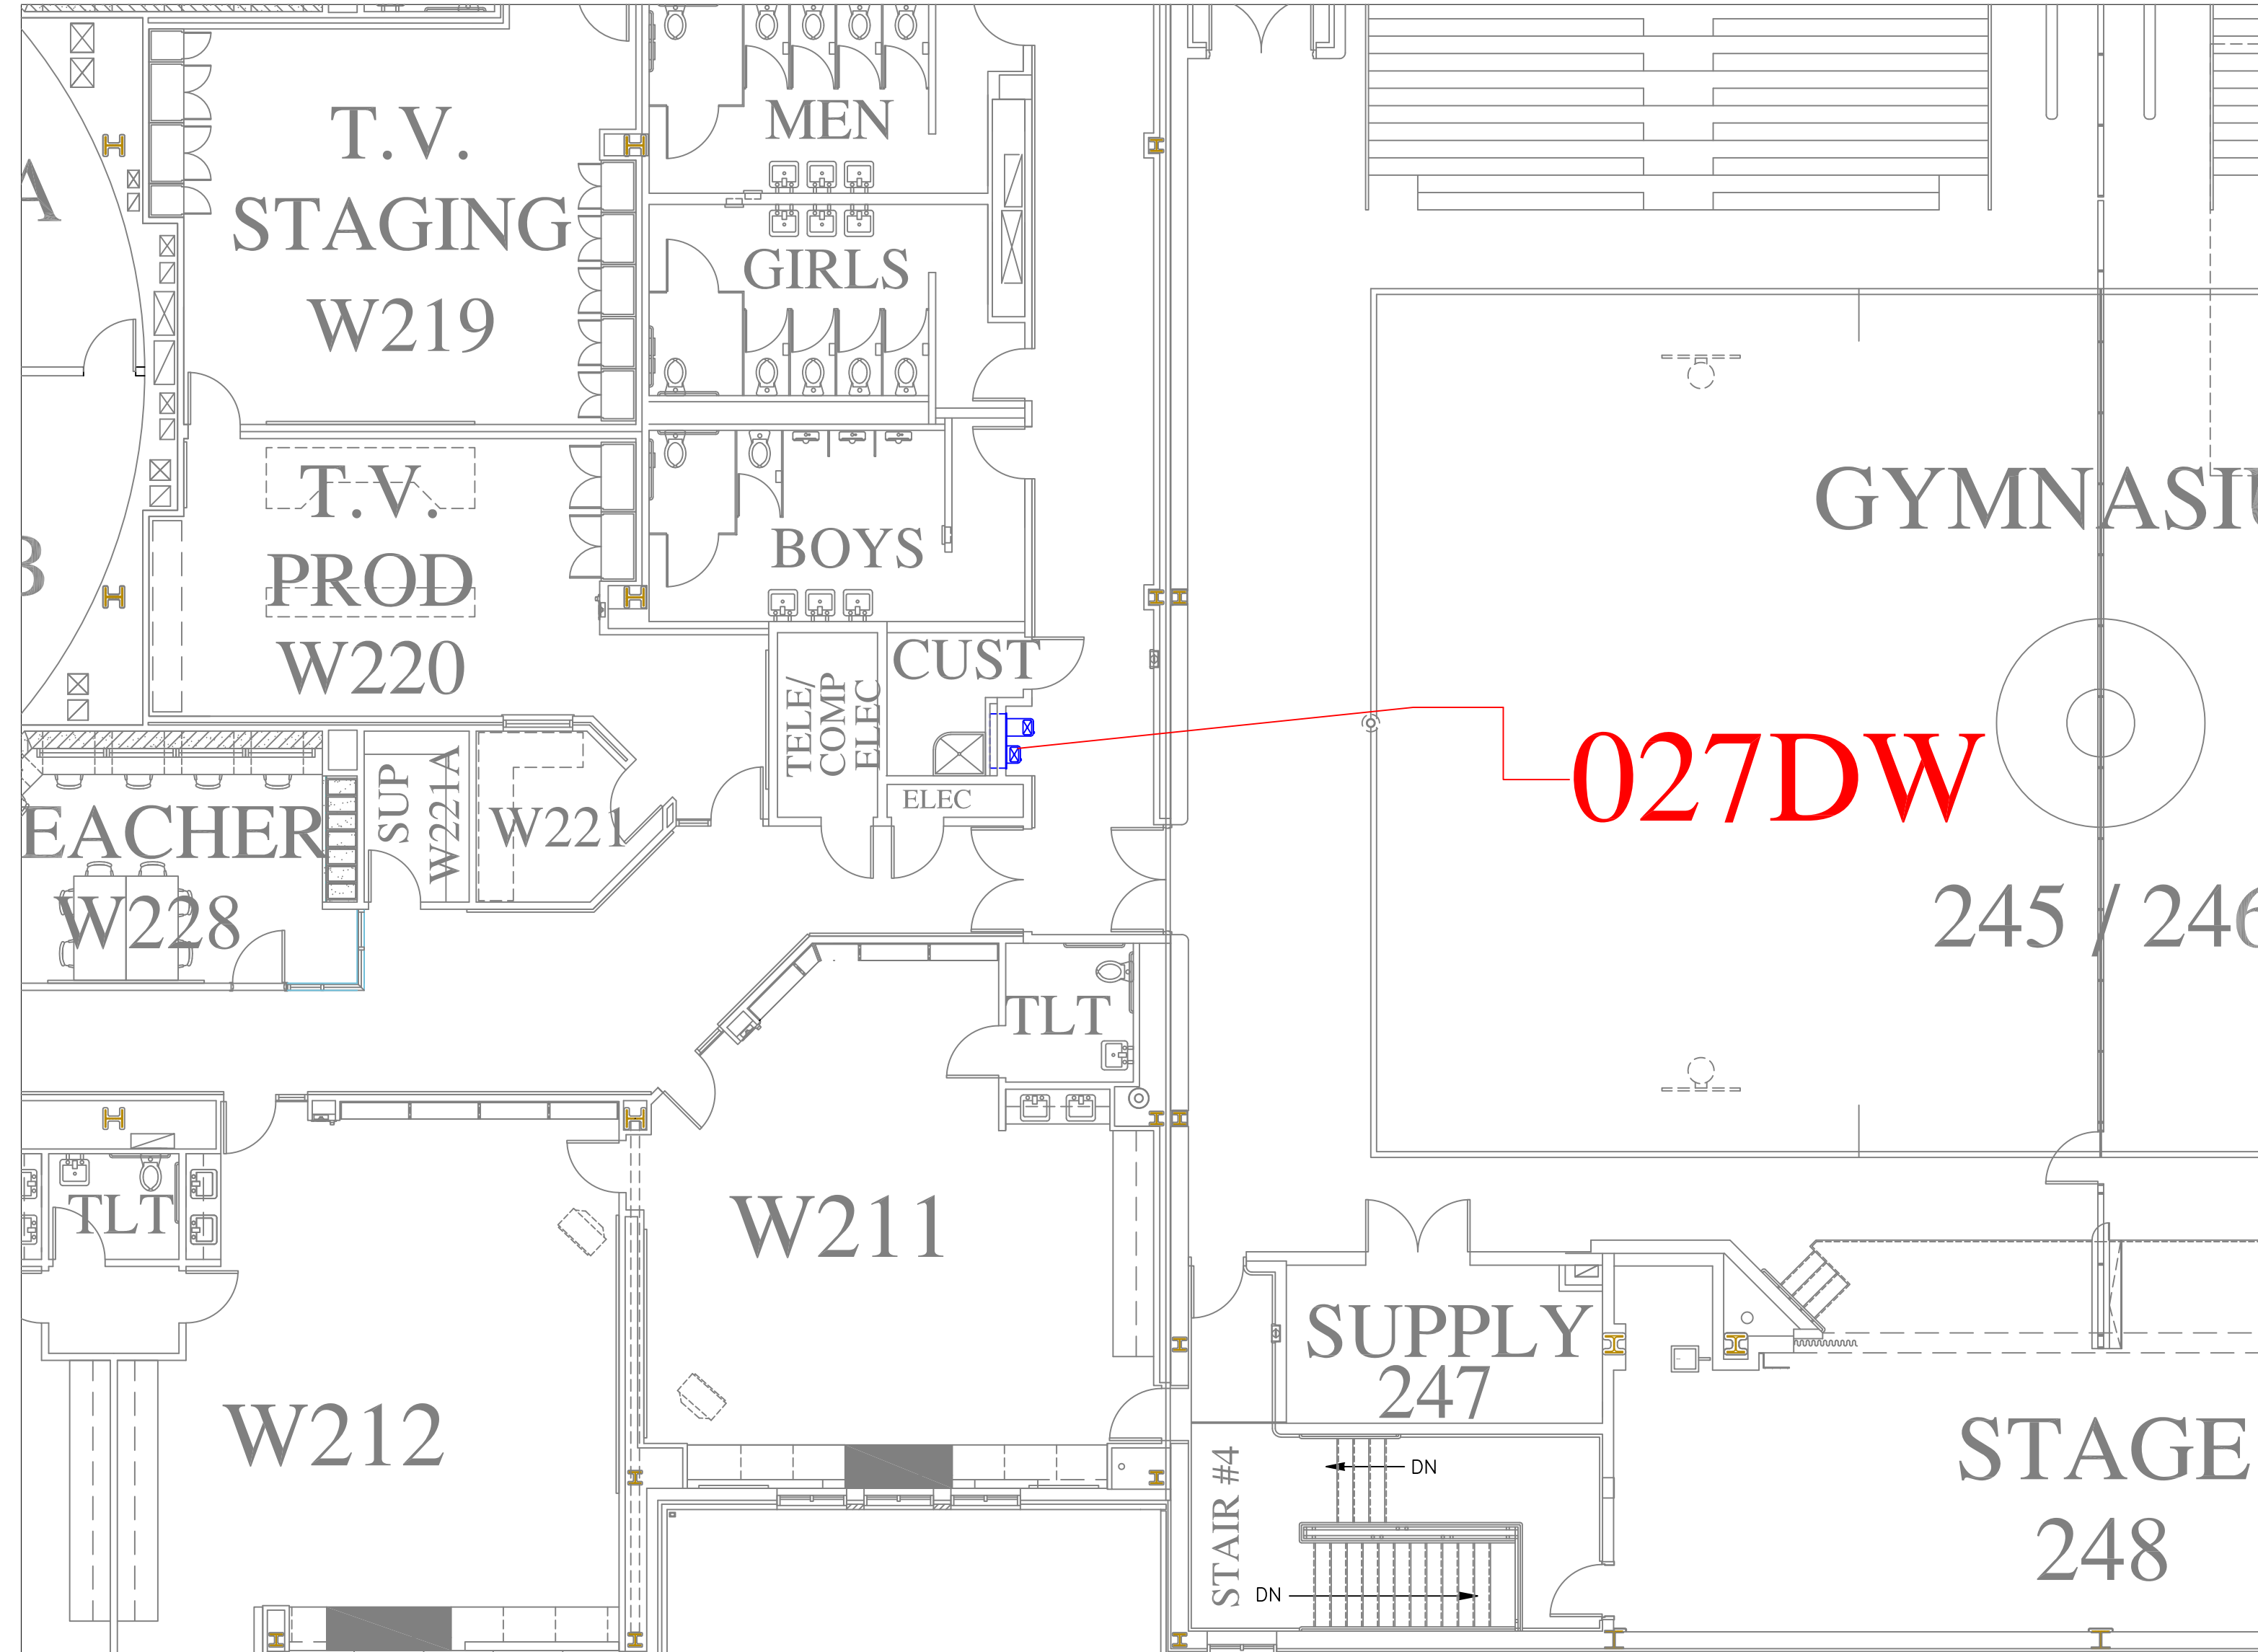 T.V.
STAGING
W219
MEN
GIRLS
A
T.V.
PROD
W220
BOYS
B
CUST
TELE/
COMP
ELEC
ELEC
GYMNASIU
027DW
245 / 246
EACHER
W228
SUP
W221A
W221
TLT
TLT
W211
W212
SUPPLY
247
STAIR #4
DN
DN
STAGE
248